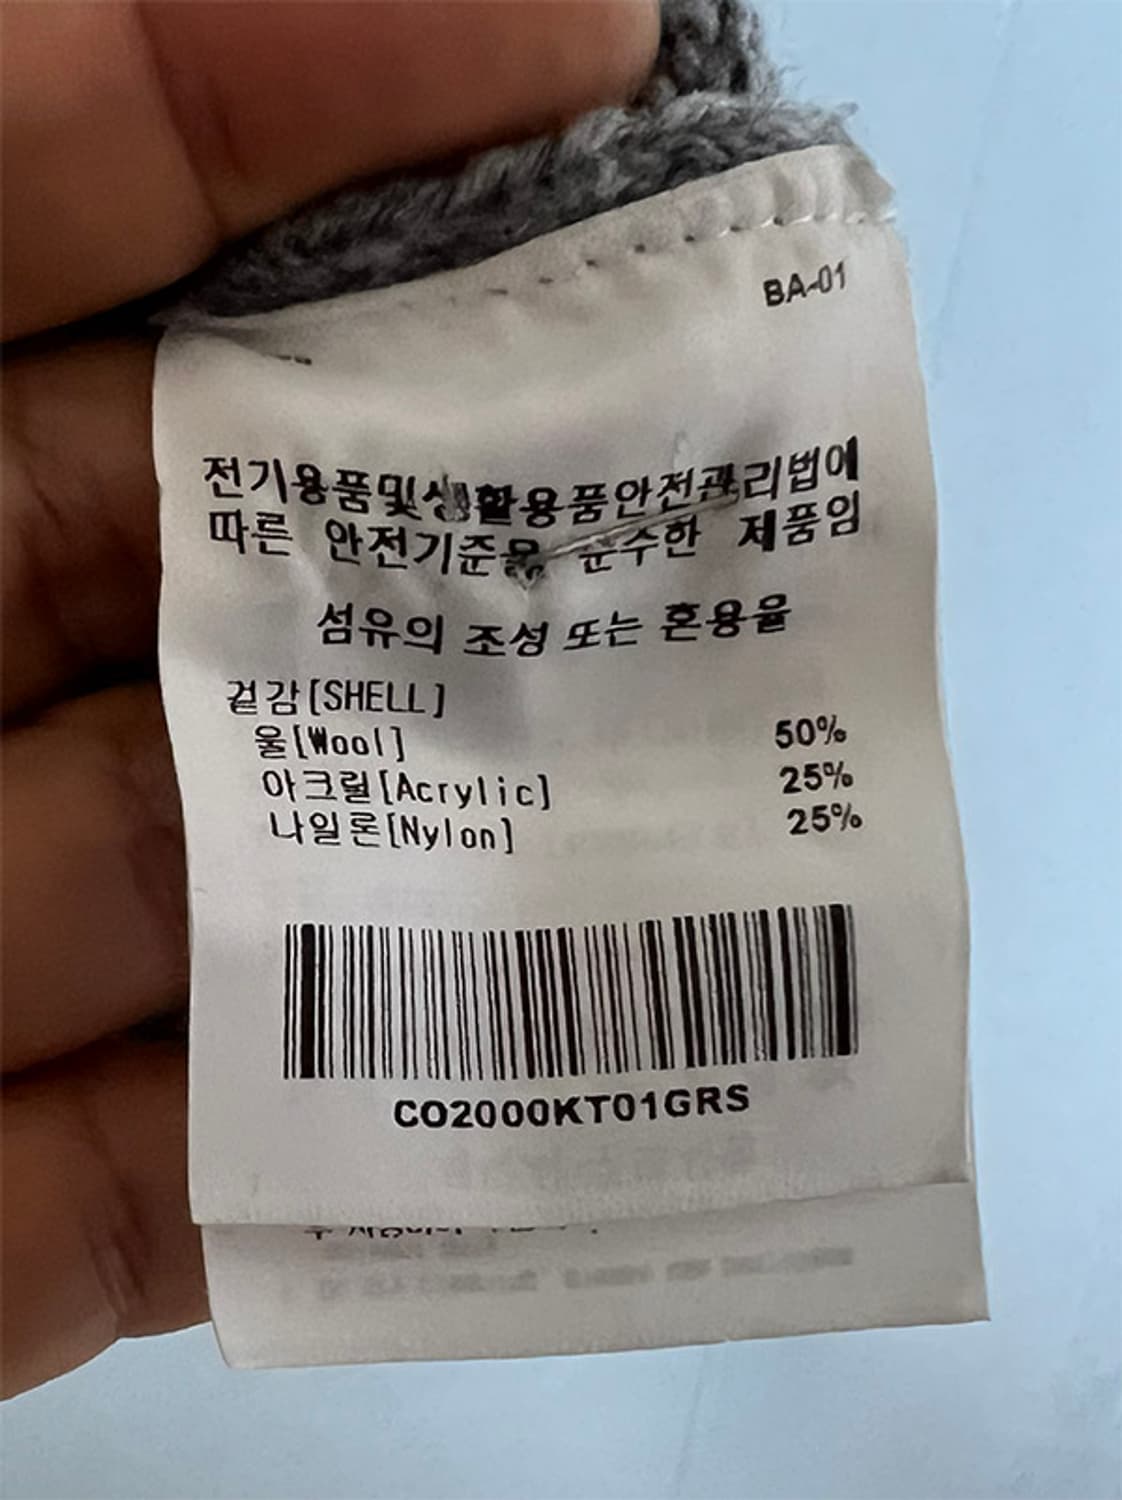 BA-01
전기용품및생활용품안전관리법에
따른 안전기준을 준수한 제품임
섬유의 조성 또는 혼용율
겉감[SHELL]
울[Wool] 50%
아크릴[Acrylic] 25%
나일론[Nylon] 25%
CO2000KT01GRS